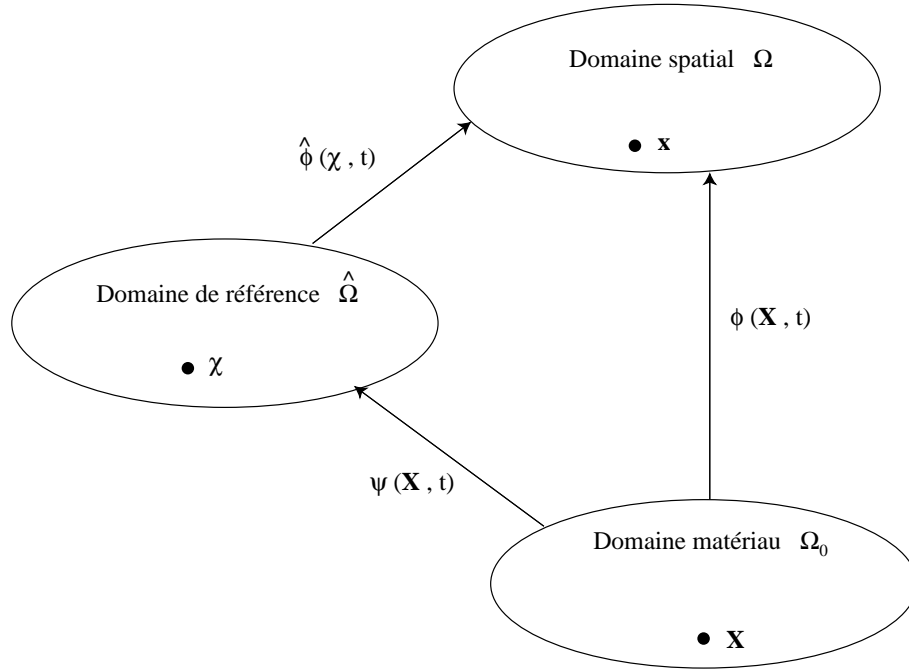 Domaine spatial Ω
x
ϕ̂ (χ , t)
Domaine de référence Ω̂
ϕ (X , t)
χ
ψ (X , t)
Domaine matériau Ω₀
X